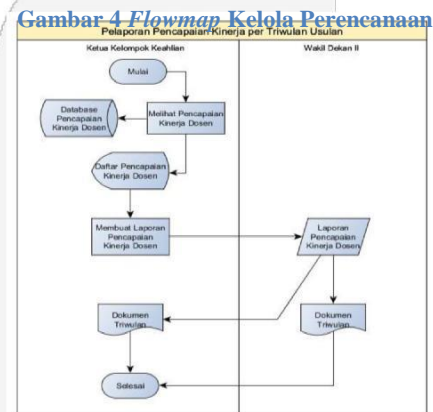 Gambar 4 Flowmap Kelola Perencanaan
Pelaporan Pencapaian Kinerja per Triwulan Usulan
Ketua Kelompok Keahlian
Wakil Dekan II
Mulai
Database
Pencapaian
Kinerja Dosen
Melihat Pencapaian
Kinerja Dosen
Daftar Pencapaian
Kinerja Dosen
Membuat Laporan
Pencapaian
Kinerja Dosen
Laporan
Pencapaian
Kinerja Dosen
Dokumen
Triwulan
Dokumen
Triwulan
Selesai